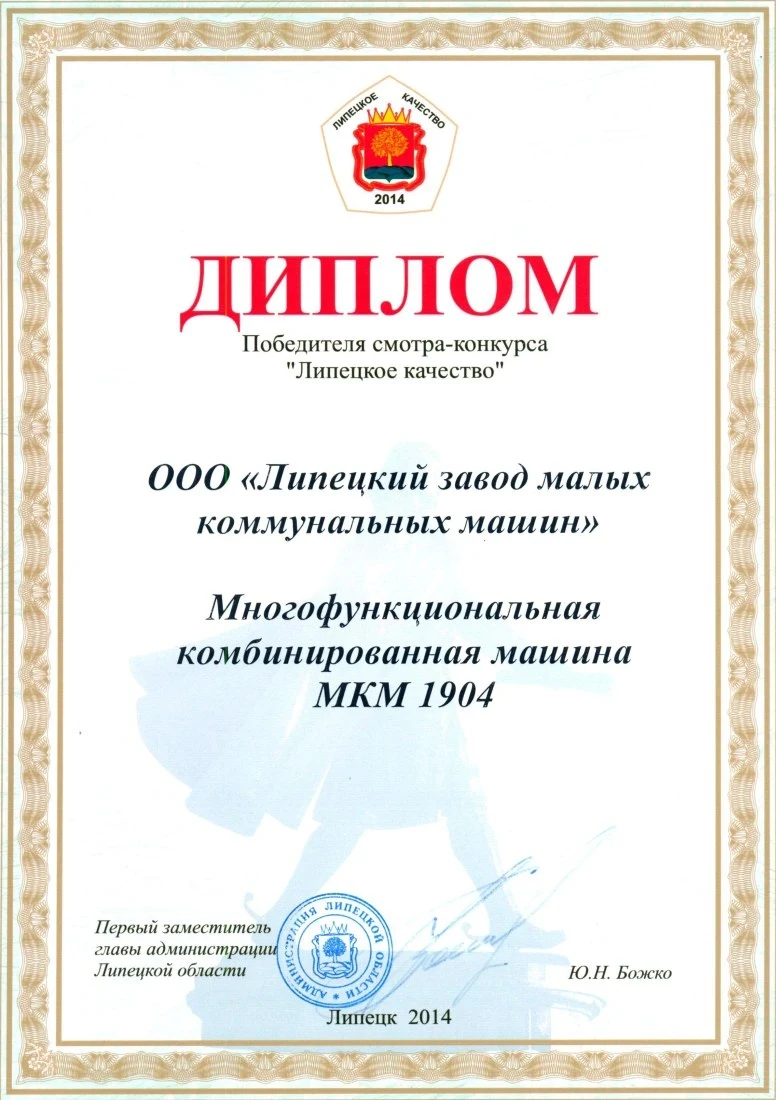 ЛИПЕЦКОЕ КАЧЕСТВО
2014
ДИПЛОМ
Победителя смотра-конкурса
"Липецкое качество"
ООО «Липецкий завод малых
коммунальных машин»
Многофункциональная
комбинированная машина
МКМ 1904
Первый заместитель
главы администрации
Липецкой области
АДМИНИСТРАЦИЯ ЛИПЕЦКОЙ ОБЛАСТИ *
Ю.Н. Божко
Липецк 2014